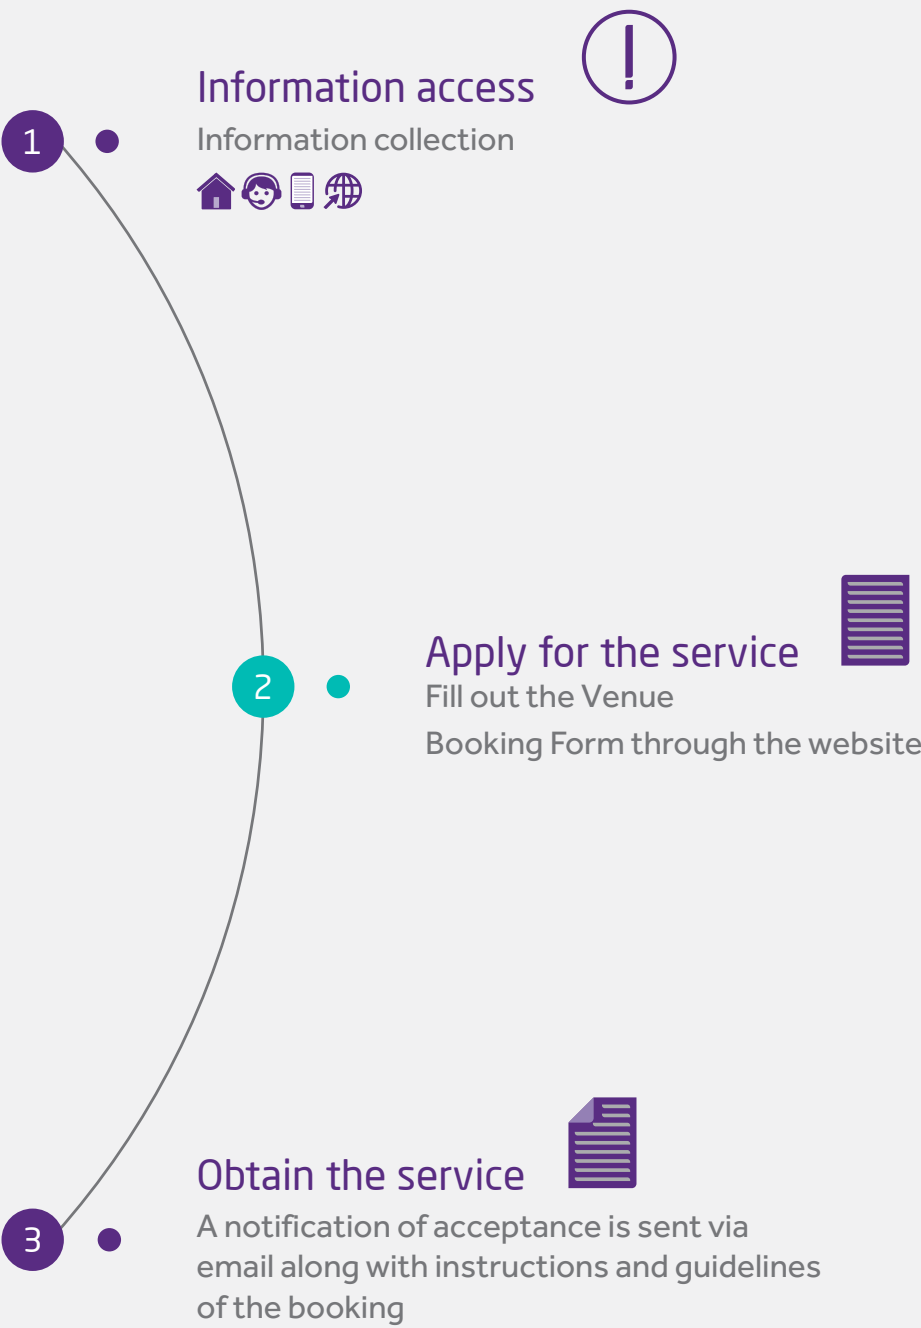 Information access
1
Information collection
Apply for the service
2
Fill out the Venue
Booking Form through the website
Obtain the service
3
A notification of acceptance is sent via
email along with instructions and guidelines
of the booking